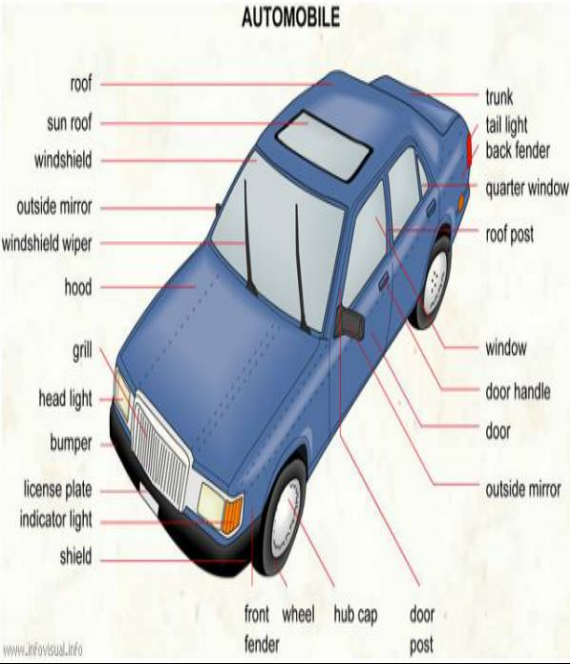 AUTOMOBILE
roof
sun roof
windshield
outside mirror
windshield wiper
hood
grill
head light
bumper
license plate
indicator light
shield
trunk
tail light
back fender
quarter window
roof post
window
door handle
door
outside mirror
front
fender
wheel
hub cap
door
post
www.infovisual.info